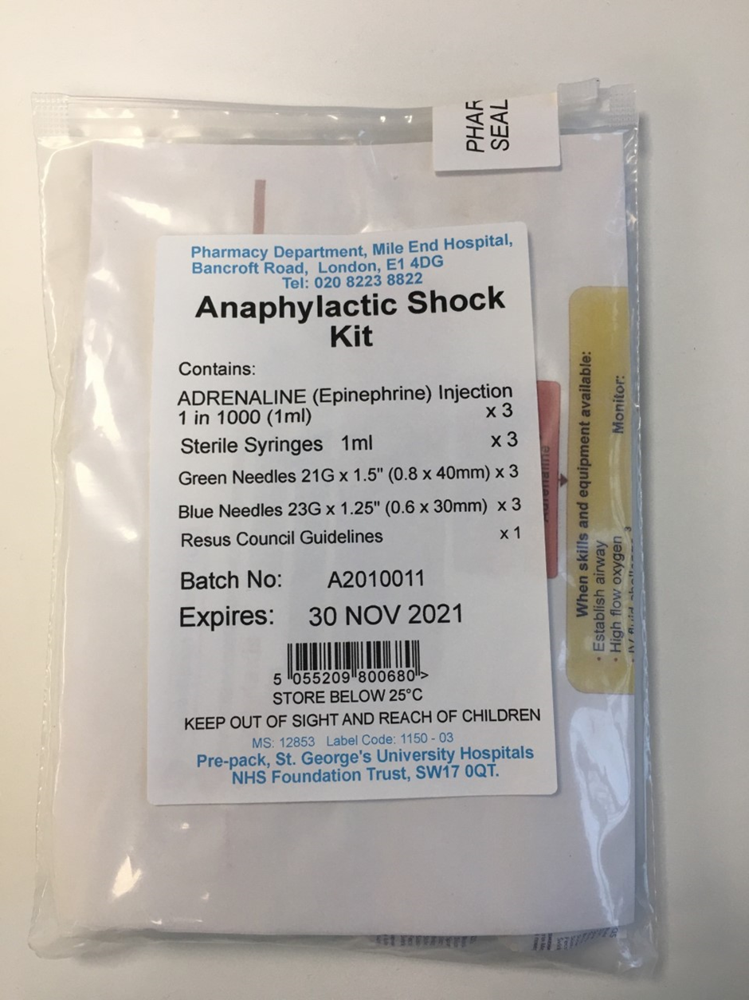 PHAR
SEAL
Pharmacy Department, Mile End Hospital,
Bancroft Road, London, E1 4DG
Tel: 020 8223 8822
Anaphylactic Shock
Kit
Contains:
ADRENALINE (Epinephrine) Injection
1 in 1000 (1ml) x 3
Sterile Syringes 1ml x 3
Green Needles 21G x 1.5" (0.8 x 40mm) x 3
Blue Needles 23G x 1.25" (0.6 x 30mm) x 3
Resus Council Guidelines x 1
Batch No: A2010011
Expires: 30 NOV 2021
5 055209 800680 >
STORE BELOW 25°C
KEEP OUT OF SIGHT AND REACH OF CHILDREN
MS: 12853 Label Code: 1150 - 03
Pre-pack, St. George's University Hospitals
NHS Foundation Trust, SW17 0QT.
Adrenaline
When skills and equipment available:
• Establish airway
• High flow oxygen Monitor: